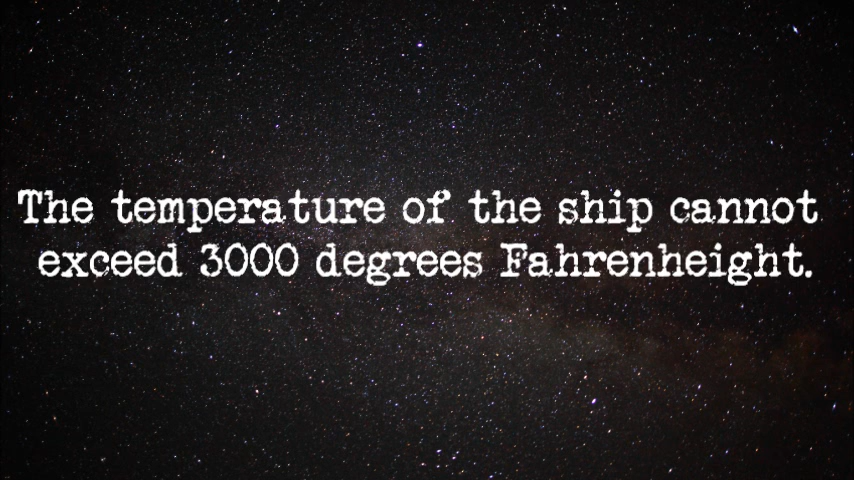 The temperature of the ship cannot
exceed 3000 degrees Fahrenheight.